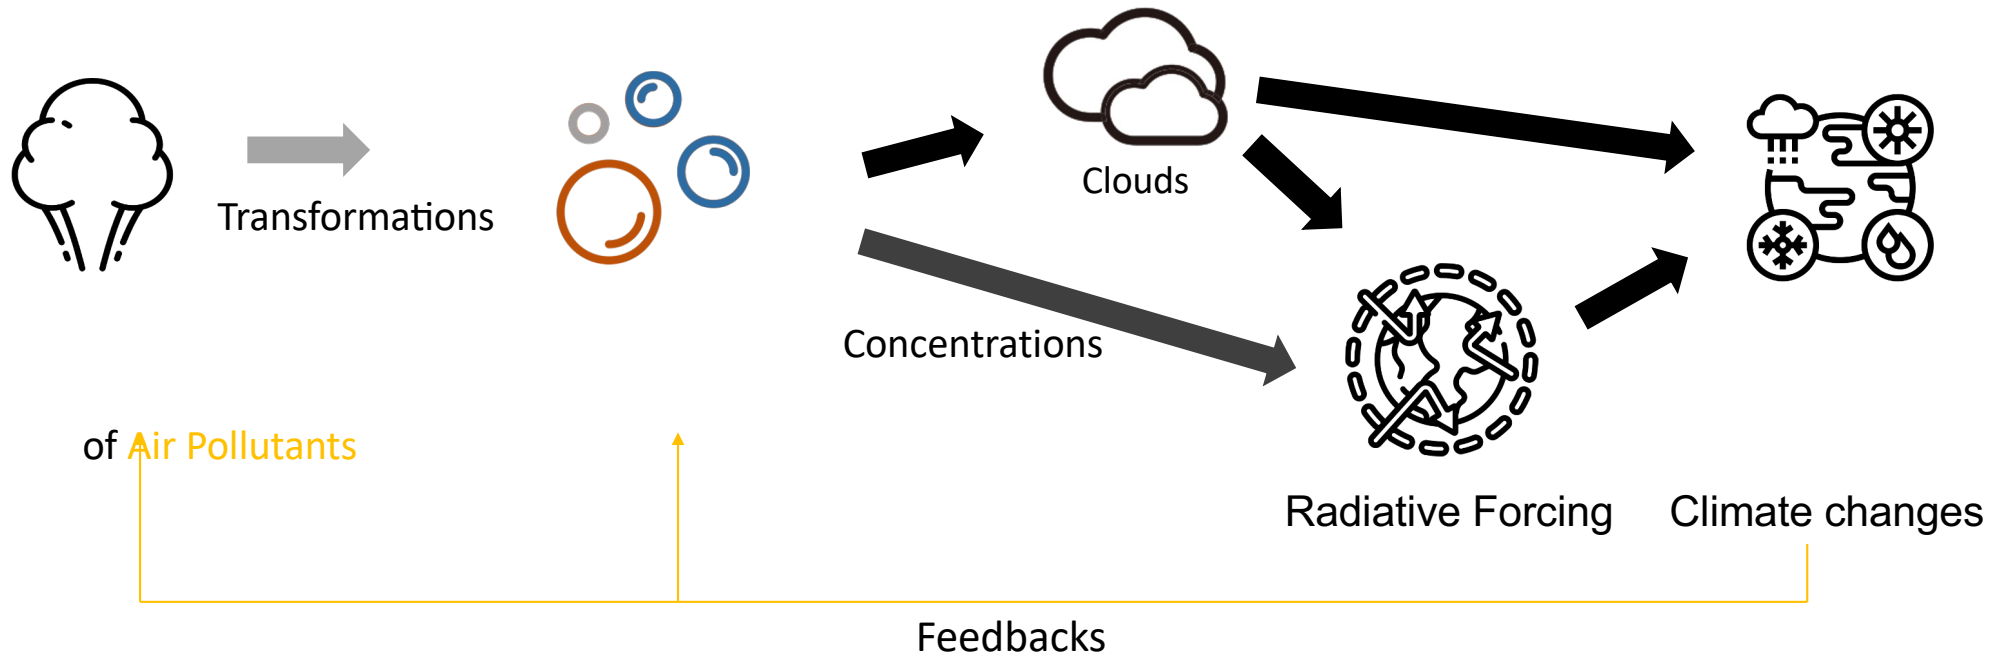 Clouds
Transformations
Concentrations
of Air Pollutants
Radiative Forcing
Climate changes
Feedbacks